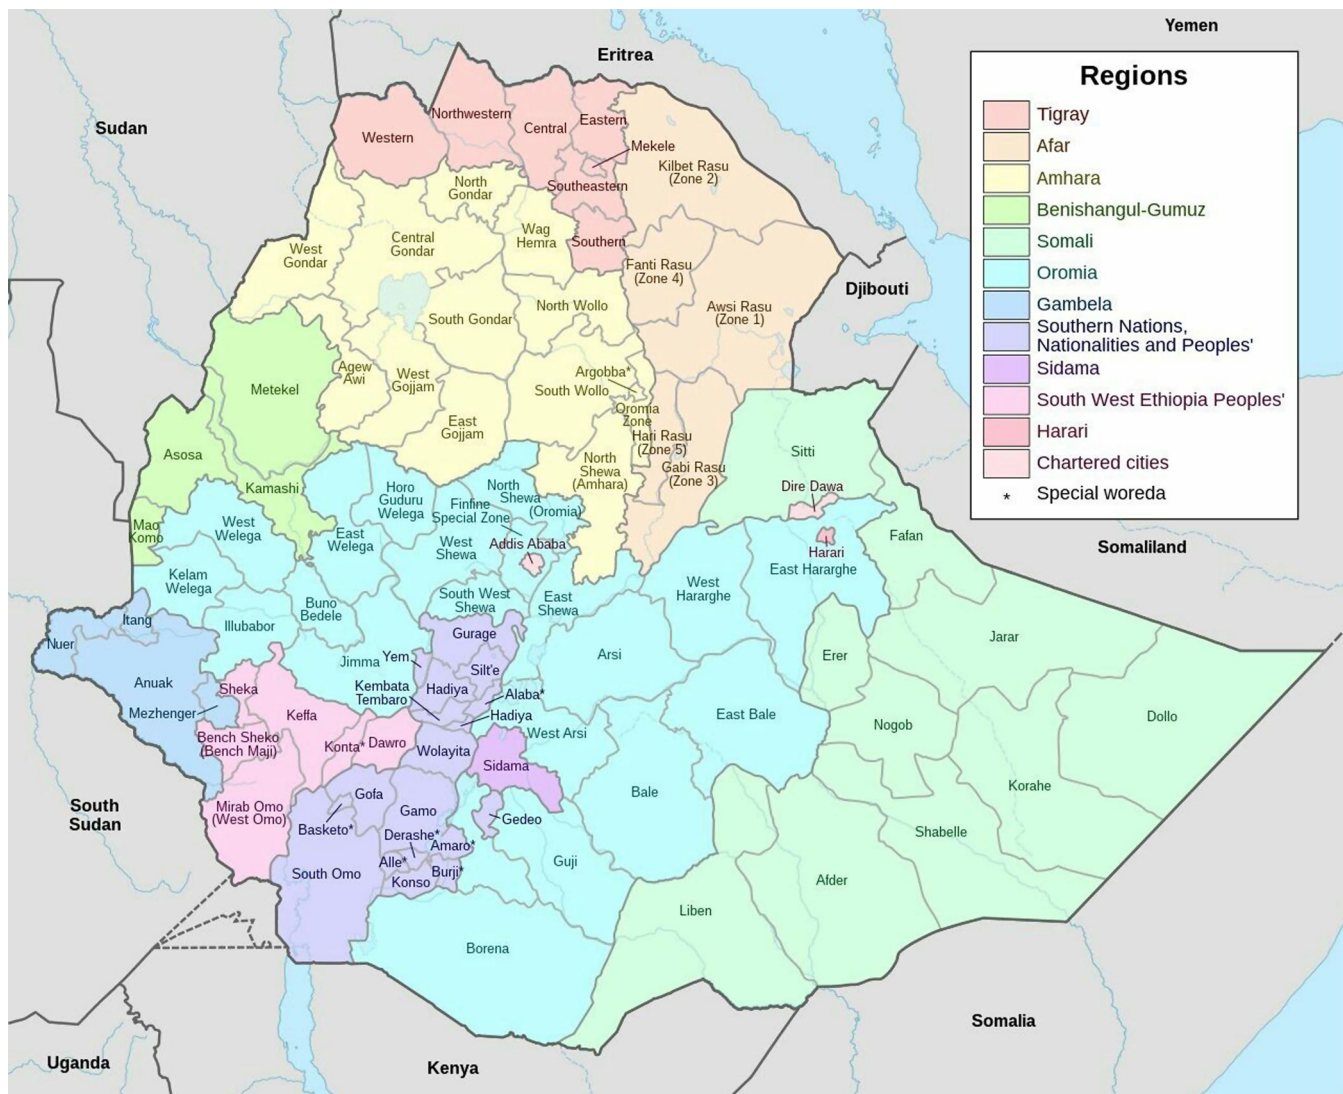 Yemen
Eritrea
Sudan
Regions
Tigray
Afar
Amhara
Benishangul-Gumuz
Somali
Oromia
Gambela
Southern Nations,
Nationalities and Peoples'
Sidama
South West Ethiopia Peoples'
Harari
Chartered cities
* Special woreda
Western
Northwestern
Central
Eastern
Mekele
Southeastern
Southern
Kilbet Rasu
(Zone 2)
North
Gondar
Central
Gondar
West
Gondar
Wag
Hemra
Fanti Rasu
(Zone 4)
Awsi Rasu
(Zone 1)
Djibouti
North Wollo
South Gondar
Agew
Awi
West
Gojjam
Argobba*
South Wollo
Metekel
East
Gojjam
Oromia
Zone
Hari Rasu
(Zone 5)
Gabi Rasu
(Zone 3)
Asosa
Kamashi
North
Shewa
(Amhara)
Sitti
Dire Dawa
Horo
Guduru
Welega
North
Shewa
(Oromia)
Finfine
Special Zone
Mao
Komo
West
Welega
East
Welega
West
Shewa
Addis Ababa
Harari
East Hararghe
Fafan
Somaliland
Kelam
Welega
Buno
Bedele
South West
Shewa
East
Shewa
West
Hararghe
Itang
Illubabor
Nuer
Gurage
Jimma
Yem
Silt'e
Arsi
Erer
Jarar
Anuak
Sheka
Kembata
Tembaro
Hadiya
Alaba*
Mezhenger
Keffa
Hadiya
East Bale
Nogob
Dollo
Bench Sheko
(Bench Maji)
Konta*
Dawro
Wolayita
West Arsi
Sidama
Korahe
South
Sudan
Mirab Omo
(West Omo)
Gofa
Basketo*
Gamo
Gedeo
Bale
Shabelle
Derashe*
Amaro*
Alle*
Burji*
Konso
South Omo
Guji
Afder
Liben
Borena
Somalia
Uganda
Kenya